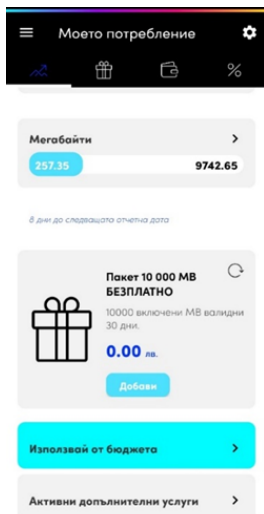 Моето потребление
Мегабайти
257.35 9742.65
8 дни до следващата отчетна дата
Пакет 10 000 MB
БЕЗПЛАТНО
10000 включени MB валидни
30 дни.
0.00 лв.
Добави
Използвай от бюджета
Активни допълнителни услуги